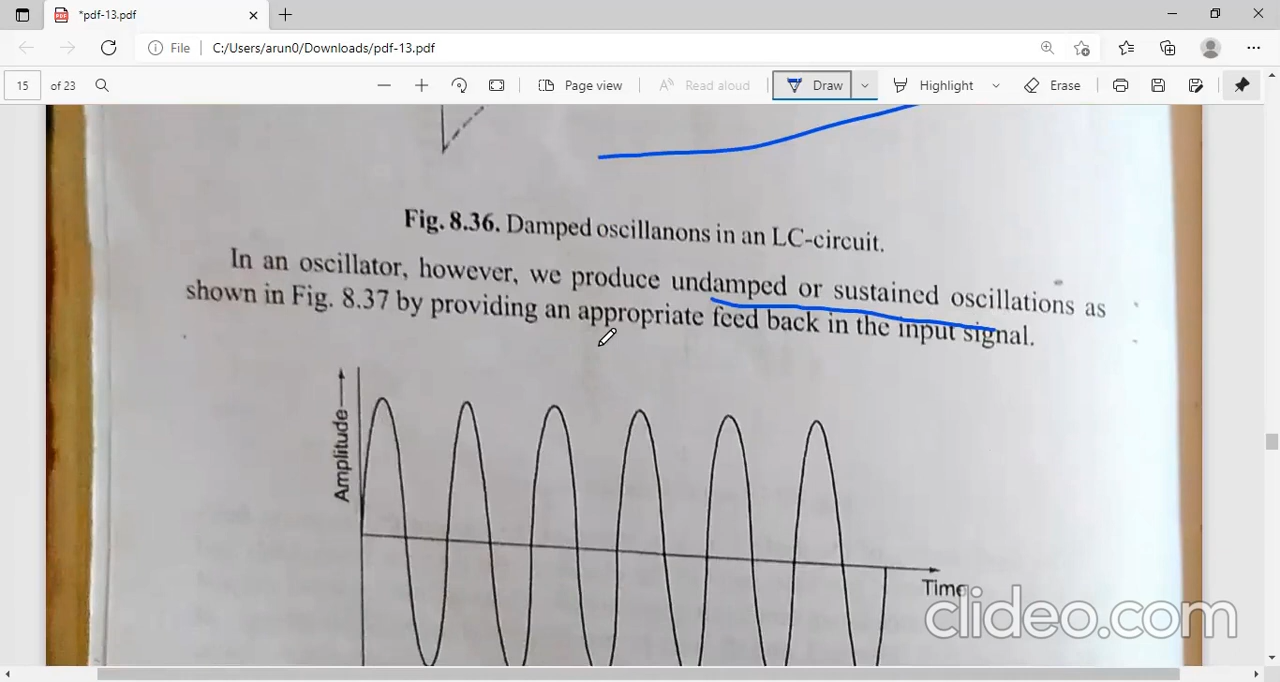 *pdf-13.pdf
File C:/Users/arun0/Downloads/pdf-13.pdf
15 of 23 Page view Read aloud Draw Highlight Erase
Fig. 8.36. Damped oscillanons in an LC-circuit.
In an oscillator, however, we produce undamped or sustained oscillations as
shown in Fig. 8.37 by providing an appropriate feed back in the input signal.
Amplitude
Time
clideo.com